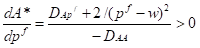 dA*/dp^f = (D_{Ap^f} + 2/(p^f − w)²)/(−D_{AA}) > 0